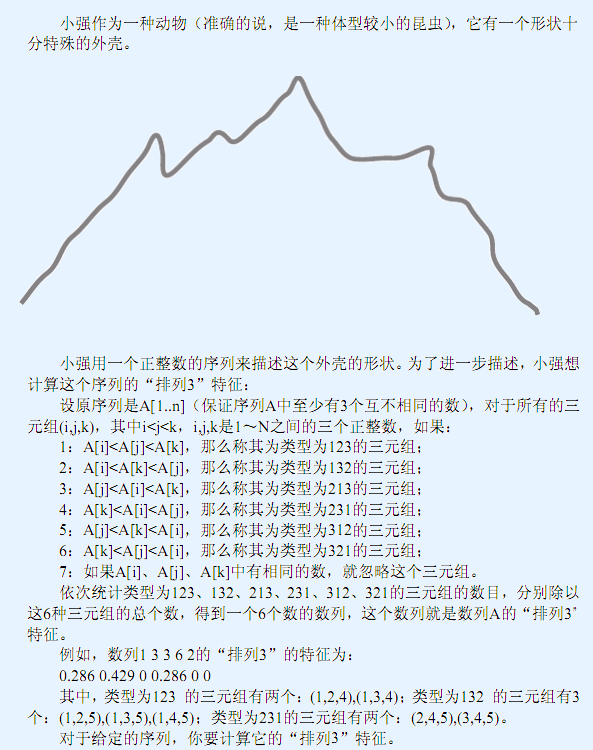 小强作为一种动物（准确的说，是一种体型较小的昆虫），它有一个形状十
分特殊的外壳。
小强用一个正整数的序列来描述这个外壳的形状。为了进一步描述，小强想
计算这个序列的“排列3”特征：
设原序列是A[1..n]（保证序列A中至少有3个互不相同的数），对于所有的三
元组(i,j,k)，其中i<j<k，i,j,k是1～N之间的三个正整数，如果：
1：A[i]<A[j]<A[k]，那么称其为类型为123的三元组；
2：A[i]<A[k]<A[j]，那么称其为类型为132的三元组；
3：A[j]<A[i]<A[k]，那么称其为类型为213的三元组；
4：A[k]<A[i]<A[j]，那么称其为类型为231的三元组；
5：A[j]<A[k]<A[i]，那么称其为类型为312的三元组；
6：A[k]<A[j]<A[i]，那么称其为类型为321的三元组；
7：如果A[i]、A[j]、A[k]中有相同的数，就忽略这个三元组。
依次统计类型为123、132、213、231、312、321的三元组的数目，分别除以
这6种三元组的总个数，得到一个6个数的数列，这个数列就是数列A的“排列3”
特征。
例如，数列1 3 3 6 2的“排列3”的特征为：
0.286 0.429 0 0.286 0 0
其中，类型为123 的三元组有两个：(1,2,4),(1,3,4)；类型为132 的三元组有3
个：(1,2,5),(1,3,5),(1,4,5)；类型为231的三元组有两个：(2,4,5),(3,4,5)。
对于给定的序列，你要计算它的“排列3”特征。